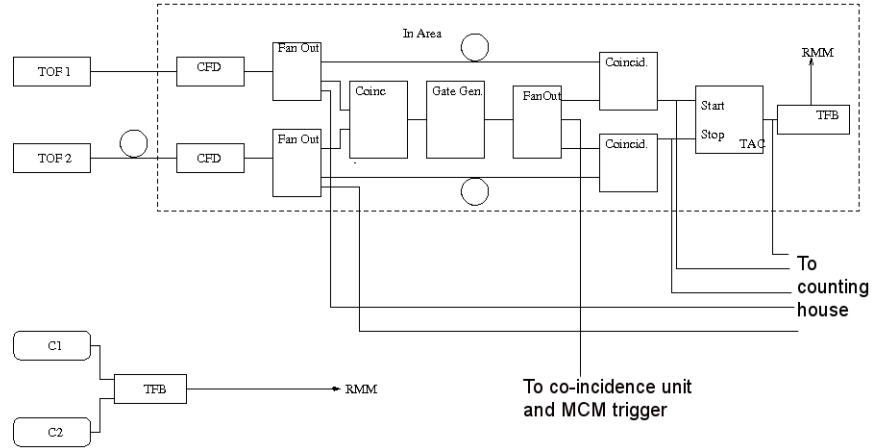 In Area
RMM
Fan Out
TOF 1
CFD
Coincid.
Coinc
Gate Gen.
FanOut
Start
TFB
Stop
TAC
TOF 2
CFD
Fan Out
Coincid.
To
counting
house
C1
TFB
RMM
C2
To co-incidence unit
and MCM trigger